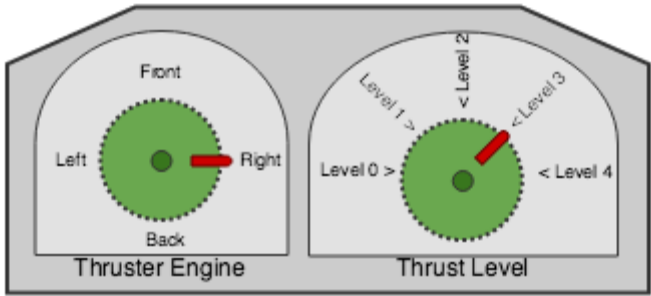 Front
Left
Right
Back
Thruster Engine
Level 0 >
Level 1 >
< Level 2
< Level 3
< Level 4
Thrust Level